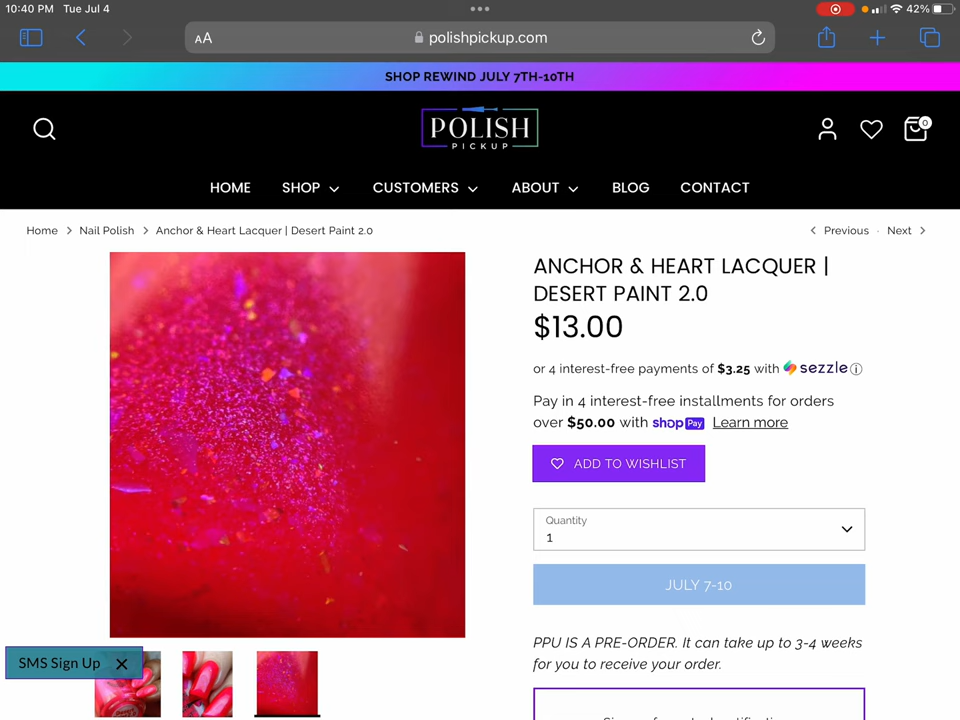 10:40 PM Tue Jul 4
42%
AA
polishpickup.com
SHOP REWIND JULY 7TH-10TH
POLISH
PICKUP
0
HOME SHOP CUSTOMERS ABOUT BLOG CONTACT
Home > Nail Polish > Anchor & Heart Lacquer | Desert Paint 2.0
< Previous · Next >
ANCHOR & HEART LACQUER |
DESERT PAINT 2.0
$13.00
or 4 interest-free payments of $3.25 with sezzle
Pay in 4 interest-free installments for orders
over $50.00 with shop Pay Learn more
ADD TO WISHLIST
Quantity
1
JULY 7-10
PPU IS A PRE-ORDER. It can take up to 3-4 weeks
for you to receive your order.
SMS Sign Up